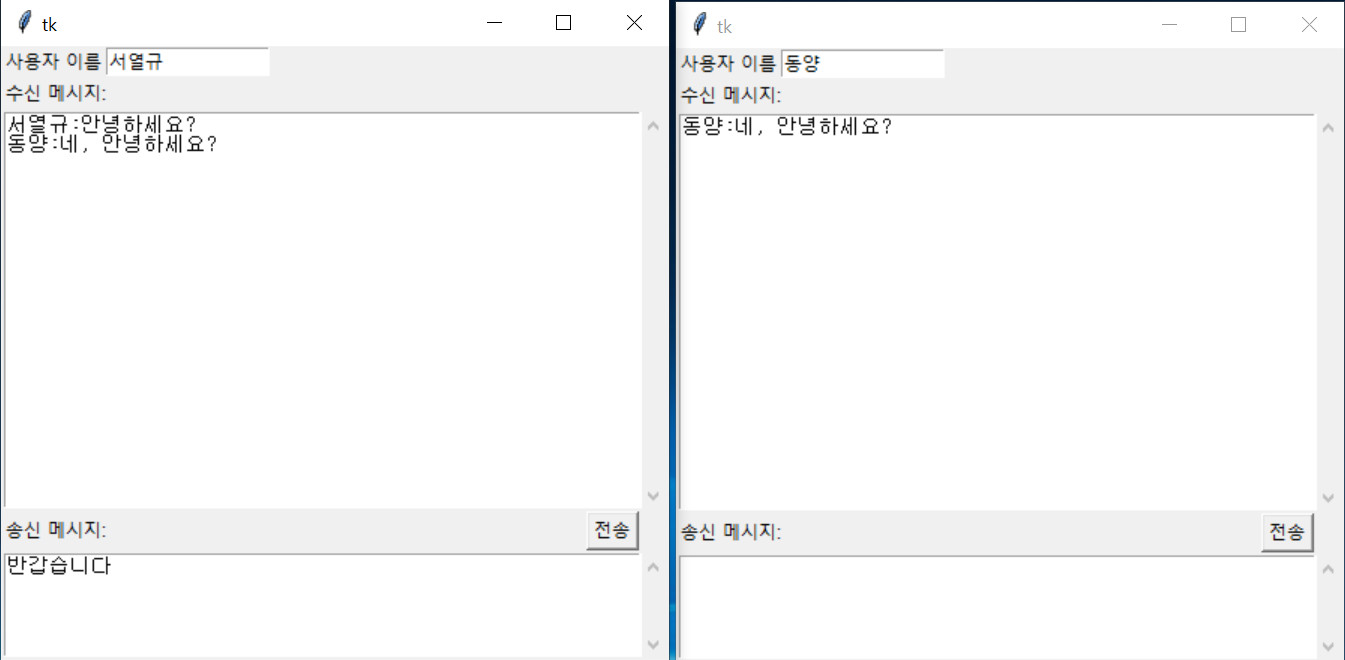 tk
사용자 이름 서열규
수신 메시지:
서열규:안녕하세요?
동양:네, 안녕하세요?
송신 메시지:
전송
반갑습니다
tk
사용자 이름 동양
수신 메시지:
동양:네, 안녕하세요?
송신 메시지:
전송